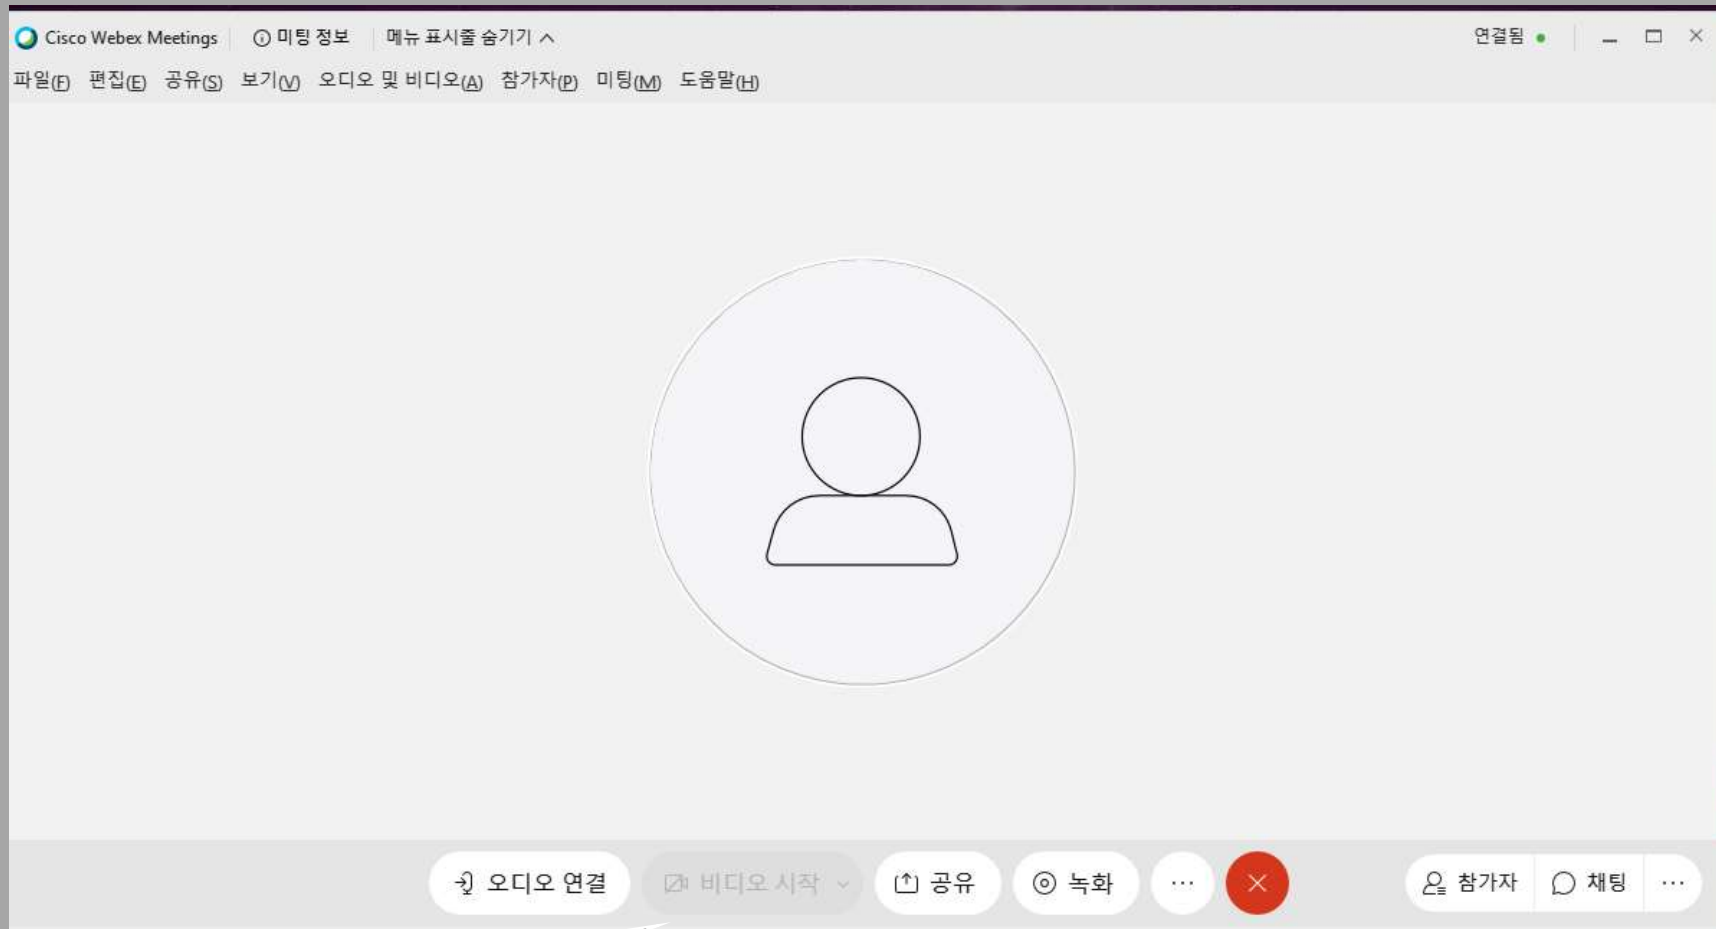 Cisco Webex Meetings 미팅 정보 메뉴 표시줄 숨기기 연결됨
파일(F) 편집(E) 공유(S) 보기(V) 오디오 및 비디오(A) 참가자(P) 미팅(M) 도움말(H)
오디오 연결 비디오 시작 공유 녹화 ... 참가자 채팅 ...